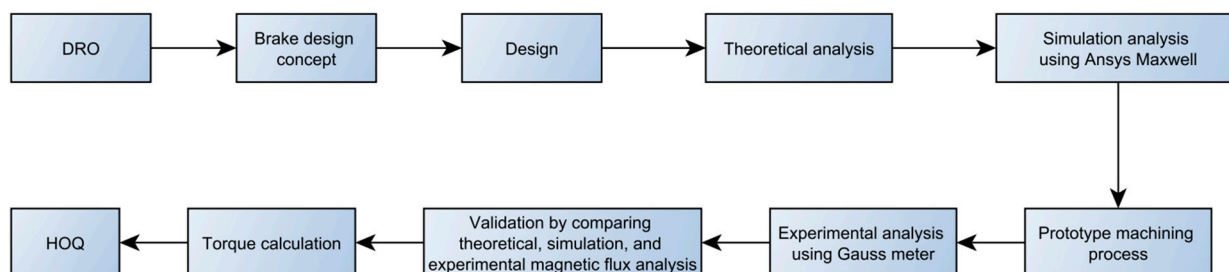 DRO
Brake design
concept
Design
Theoretical analysis
Simulation analysis
using Ansys Maxwell
Prototype machining
process
Experimental analysis
using Gauss meter
Validation by comparing
theoretical, simulation, and
experimental magnetic flux analysis
Torque calculation
HOQ